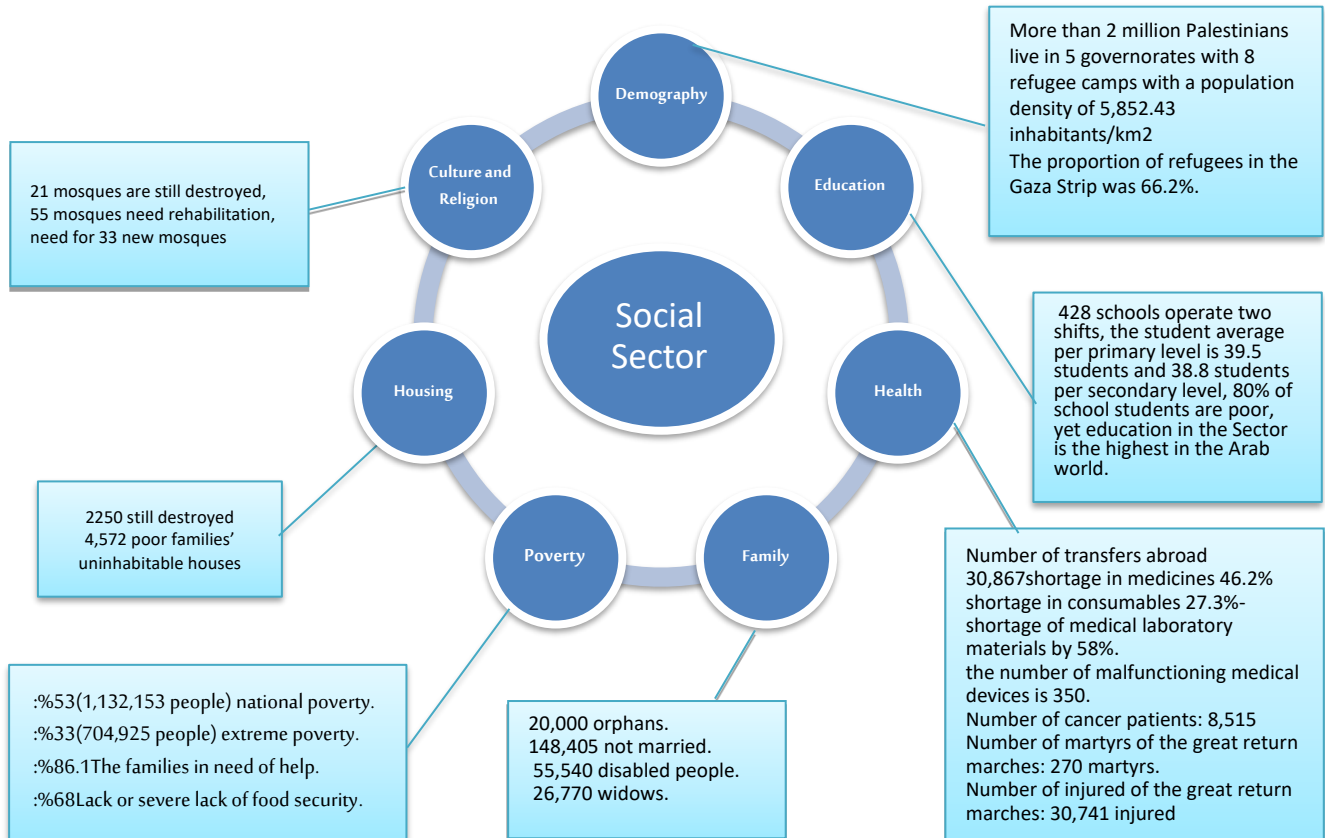 Demography
More than 2 million Palestinians
live in 5 governorates with 8
refugee camps with a population
density of 5,852.43
inhabitants/km2
The proportion of refugees in the
Gaza Strip was 66.2%.
Culture and
Religion
21 mosques are still destroyed,
55 mosques need rehabilitation,
need for 33 new mosques
Education
428 schools operate two
shifts, the student average
per primary level is 39.5
students and 38.8 students
per secondary level, 80% of
school students are poor,
yet education in the Sector
is the highest in the Arab
world.
Social
Sector
Housing
2250 still destroyed
4,572 poor families’
uninhabitable houses
Health
Number of transfers abroad
30,867shortage in medicines 46.2%
shortage in consumables 27.3%-
shortage of medical laboratory
materials by 58%.
the number of malfunctioning medical
devices is 350.
Number of cancer patients: 8,515
Number of martyrs of the great return
marches: 270 martyrs.
Number of injured of the great return
marches: 30,741 injured
Poverty
:%53(1,132,153 people) national poverty.
:%33(704,925 people) extreme poverty.
:%86.1The families in need of help.
:%68Lack or severe lack of food security.
Family
20,000 orphans.
148,405 not married.
55,540 disabled people.
26,770 widows.